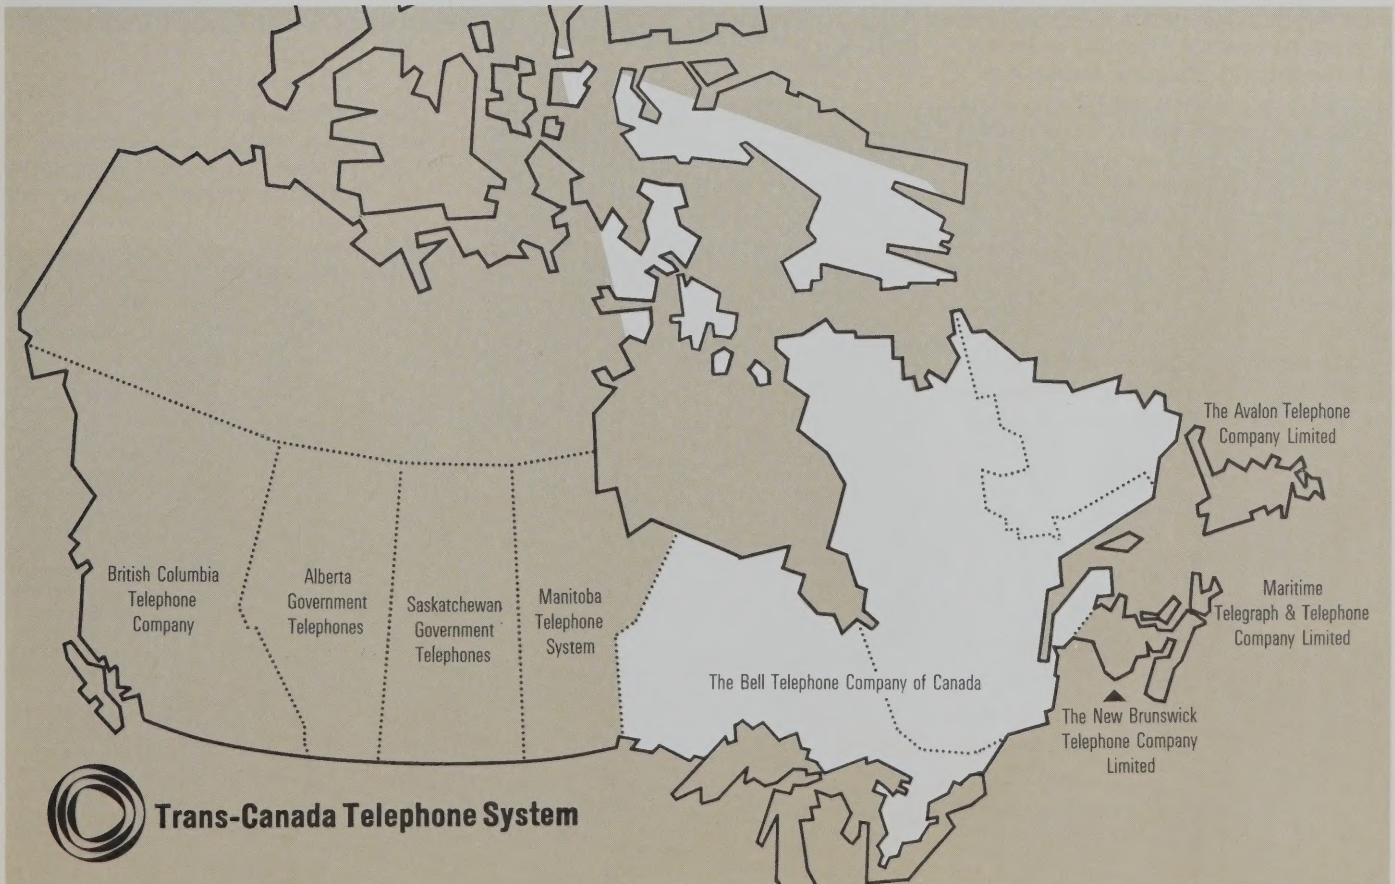 The Avalon Telephone
Company Limited
British Columbia
Telephone
Company
Alberta
Government
Telephones
Saskatchewan
Government
Telephones
Manitoba
Telephone
System
Maritime
Telegraph & Telephone
Company Limited
The Bell Telephone Company of Canada
The New Brunswick
Telephone Company
Limited
Trans-Canada Telephone System